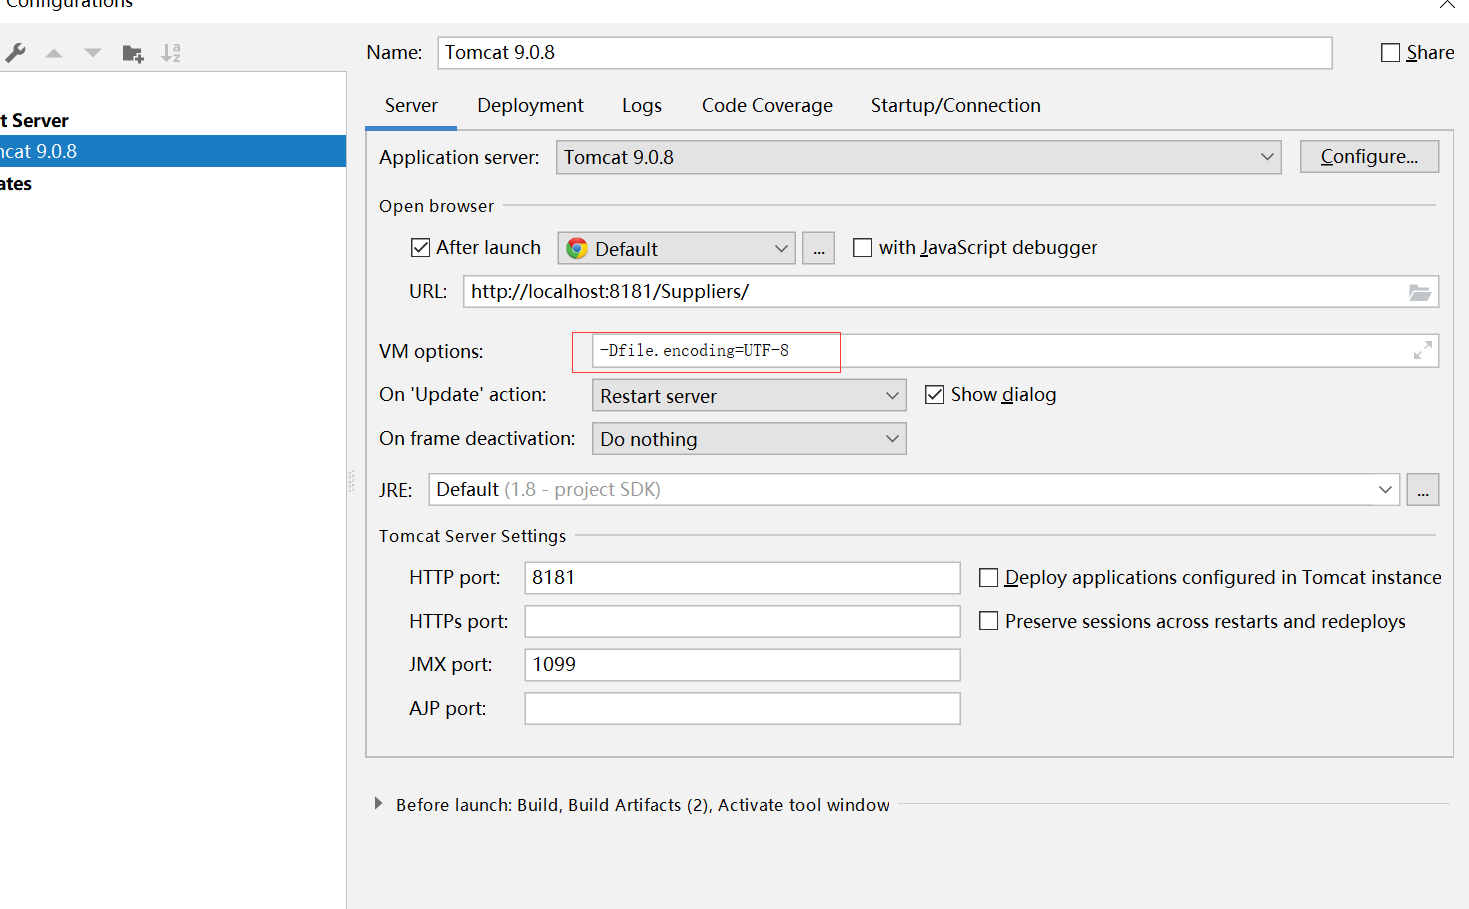 Configurations
Name: Tomcat 9.0.8 Share
Server Deployment Logs Code Coverage Startup/Connection
t Server
ncat 9.0.8
ates
Application server: Tomcat 9.0.8 Configure...
Open browser
After launch Default ... with JavaScript debugger
URL: http://localhost:8181/Suppliers/
VM options: -Dfile.encoding=UTF-8
On 'Update' action: Restart server Show dialog
On frame deactivation: Do nothing
JRE: Default (1.8 - project SDK) ...
Tomcat Server Settings
HTTP port: 8181 Deploy applications configured in Tomcat instance
HTTPs port: Preserve sessions across restarts and redeploys
JMX port: 1099
AJP port:
Before launch: Build, Build Artifacts (2), Activate tool window